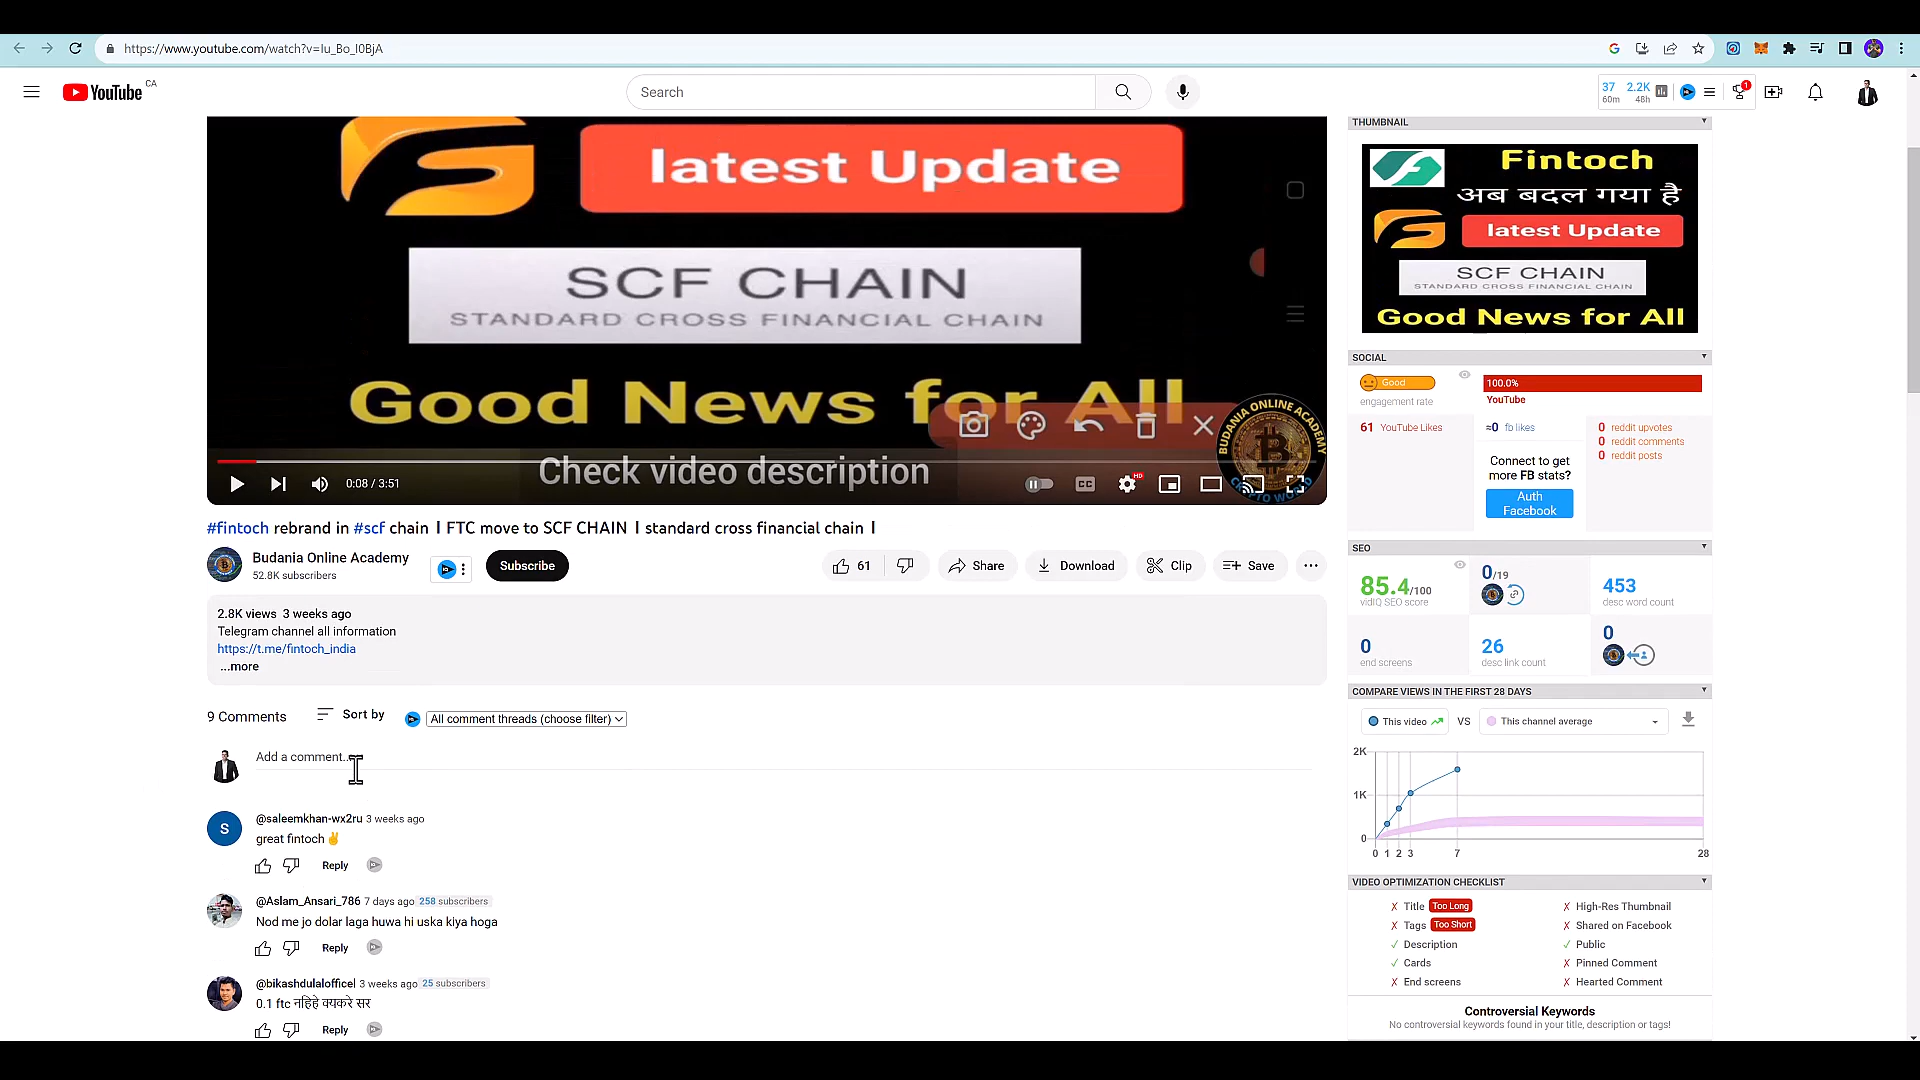 https://www.youtube.com/watch?v=Iu_Bo_I0BjA
YouTube CA
Search
37 2.2K
60m 48h
1
latest Update
SCF CHAIN
STANDARD CROSS FINANCIAL CHAIN
Good News for All
BUDANIA ONLINE ACADEMY
CRYPTO WORLD
Check video description
0:08 / 3:51
CC
HD
#fintoch rebrand in #scf chain I FTC move to SCF CHAIN I standard cross financial chain I
Budania Online Academy
52.8K subscribers
Subscribe
61
Share
Download
Clip
Save
2.8K views 3 weeks ago
Telegram channel all information
https://t.me/fintoch_india
...more
9 Comments
Sort by
All comment threads (choose filter)
Add a comment...
S
@saleemkhan-wx2ru 3 weeks ago
great fintoch✌
Reply
@Aslam_Ansari_786 7 days ago 258 subscribers
Nod me jo dolar laga huwa hi uska kiya hoga
Reply
@bikashdulalofficel 3 weeks ago 25 subscribers
0.1 ftc नहिहे क्यकरे सर
Reply
THUMBNAIL
Fintoch
अब बदल गया है
latest Update
SCF CHAIN
STANDARD CROSS FINANCIAL CHAIN
Good News for All
SOCIAL
Good
engagement rate
100.0%
YouTube
61 YouTube Likes
≈0 fb likes
Connect to get
more FB stats?
Auth
Facebook
0 reddit upvotes
0 reddit comments
0 reddit posts
SEO
85.4/100
vidIQ SEO score
0/19
453
desc word count
0
end screens
26
desc link count
0
COMPARE VIEWS IN THE FIRST 28 DAYS
This video VS This channel average
2K
1K
0
0 1 2 3 7 28
VIDEO OPTIMIZATION CHECKLIST
✗ Title Too Long
✗ Tags Too Short
✓ Description
✓ Cards
✗ End screens
✗ High-Res Thumbnail
✗ Shared on Facebook
✓ Public
✗ Pinned Comment
✗ Hearted Comment
Controversial Keywords
No controversial keywords found in your title, description or tags!